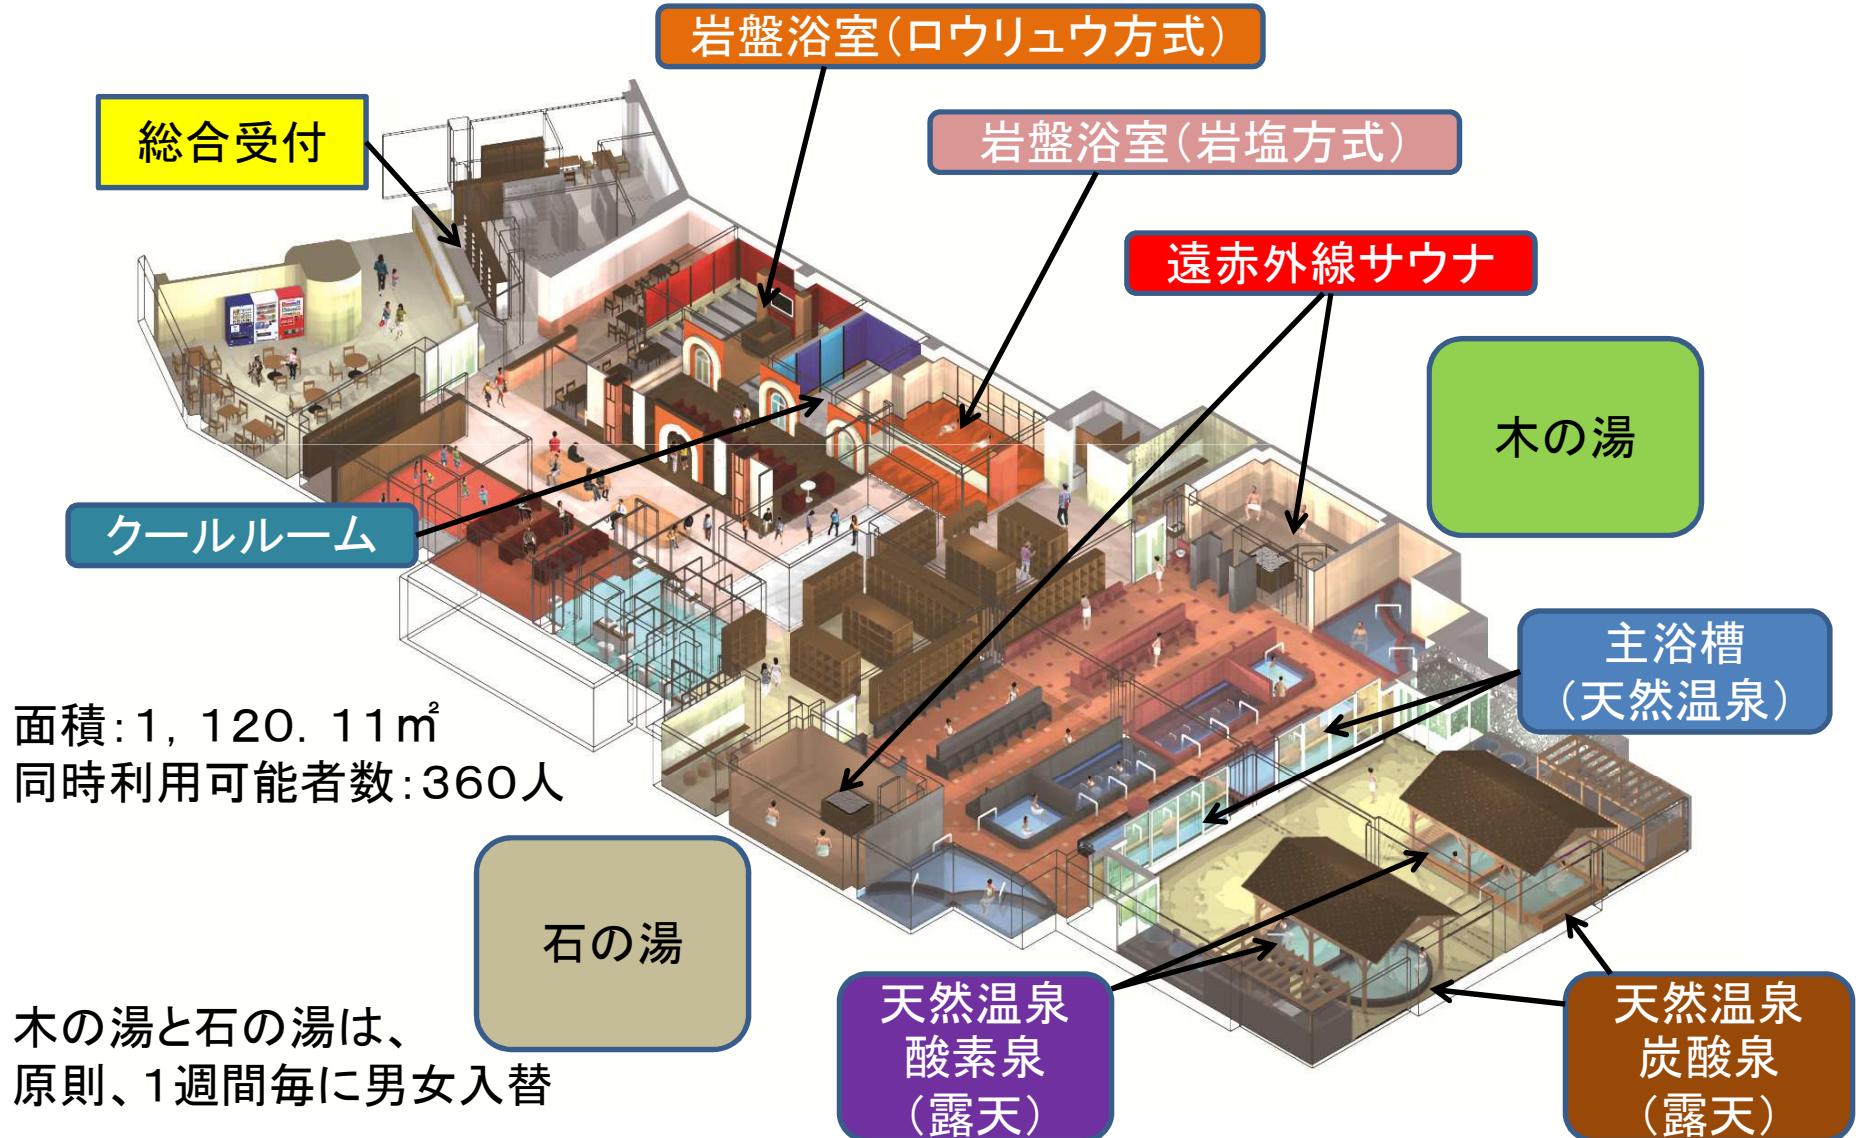 岩盤浴室(ロウリュウ方式)
総合受付
岩盤浴室(岩塩方式)
遠赤外線サウナ
木の湯
クールルーム
主浴槽
(天然温泉)
面積:1, 120. 11㎡
同時利用可能者数:360人
石の湯
天然温泉
酸素泉
(露天)
天然温泉
炭酸泉
(露天)
木の湯と石の湯は、
原則、1週間毎に男女入替